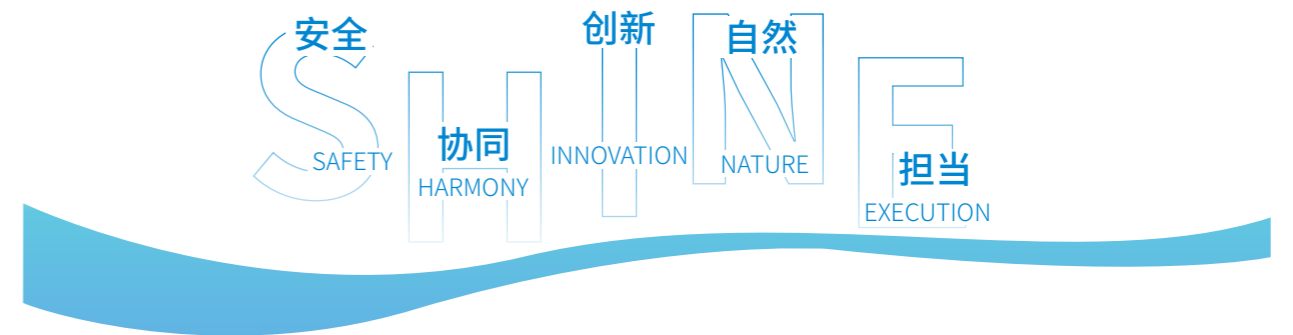 SHINE
安全
SAFETY
协同
HARMONY
创新
INNOVATION
自然
NATURE
担当
EXECUTION